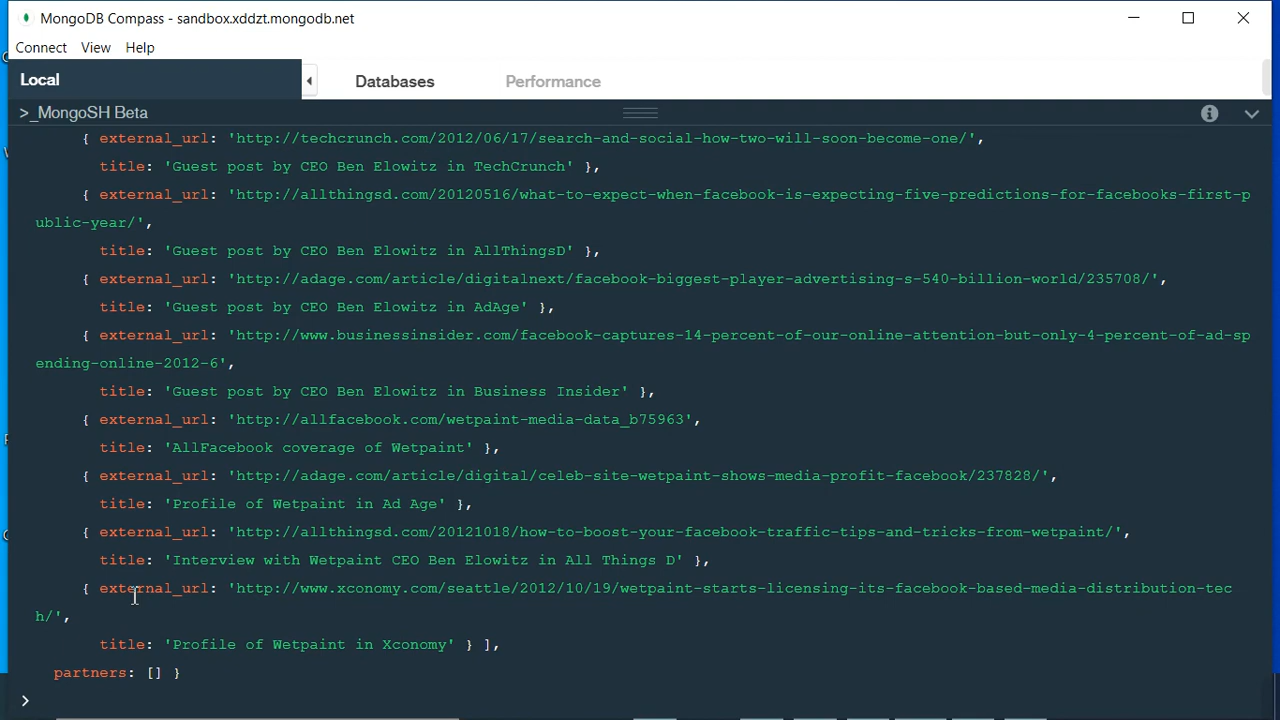 MongoDB Compass - sandbox.xddzt.mongodb.net
Connect View Help
Local Databases Performance
>_MongoSH Beta
{ external_url: 'http://techcrunch.com/2012/06/17/search-and-social-how-two-will-soon-become-one/',
title: 'Guest post by CEO Ben Elowitz in TechCrunch' },
{ external_url: 'http://allthingsd.com/20120516/what-to-expect-when-facebook-is-expecting-five-predictions-for-facebooks-first-p
ublic-year/',
title: 'Guest post by CEO Ben Elowitz in AllThingsD' },
{ external_url: 'http://adage.com/article/digitalnext/facebook-biggest-player-advertising-s-540-billion-world/235708/',
title: 'Guest post by CEO Ben Elowitz in AdAge' },
{ external_url: 'http://www.businessinsider.com/facebook-captures-14-percent-of-our-online-attention-but-only-4-percent-of-ad-sp
ending-online-2012-6',
title: 'Guest post by CEO Ben Elowitz in Business Insider' },
{ external_url: 'http://allfacebook.com/wetpaint-media-data_b75963',
title: 'AllFacebook coverage of Wetpaint' },
{ external_url: 'http://adage.com/article/digital/celeb-site-wetpaint-shows-media-profit-facebook/237828/',
title: 'Profile of Wetpaint in Ad Age' },
{ external_url: 'http://allthingsd.com/20121018/how-to-boost-your-facebook-traffic-tips-and-tricks-from-wetpaint/',
title: 'Interview with Wetpaint CEO Ben Elowitz in All Things D' },
{ external_url: 'http://www.xconomy.com/seattle/2012/10/19/wetpaint-starts-licensing-its-facebook-based-media-distribution-tec
h/',
title: 'Profile of Wetpaint in Xconomy' } ],
partners: [] }
>